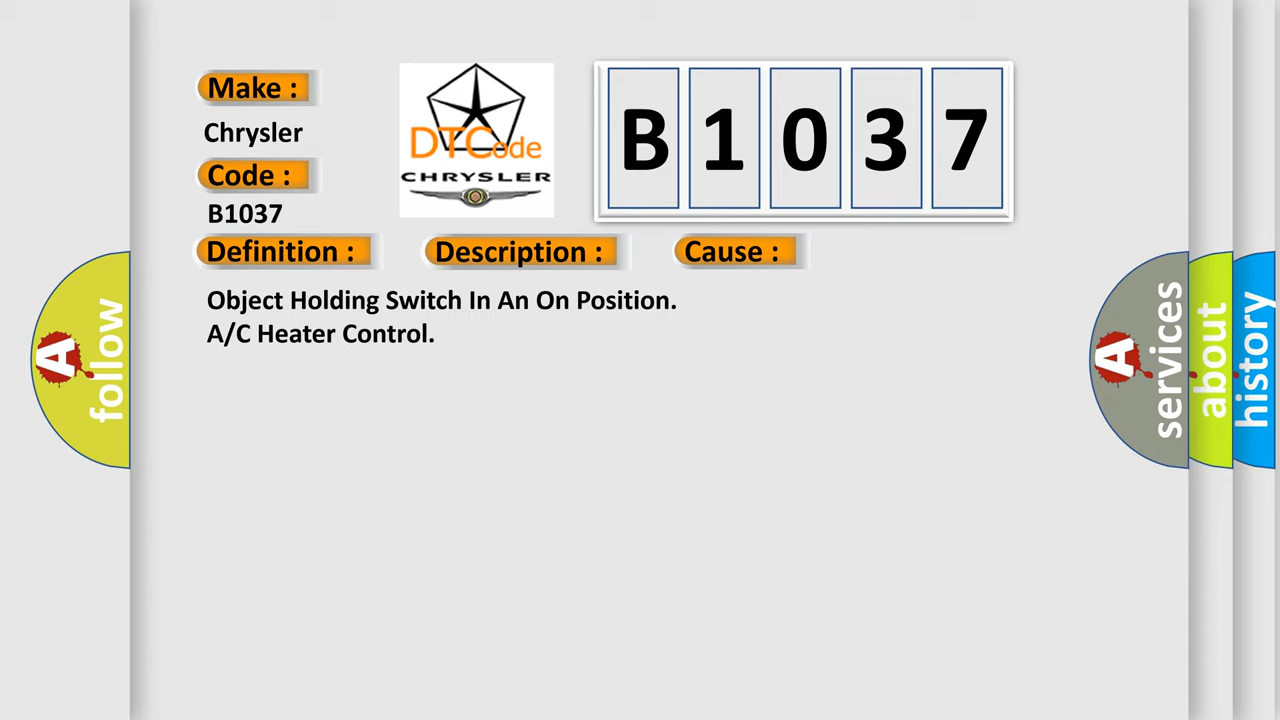 Make :
Chrysler
Code :
B1037
DTCode
CHRYSLER
B 1 0 3 7
Definition :
Description :
Cause :
Object Holding Switch In An On Position.
A/C Heater Control.
A follow
A services
about
history